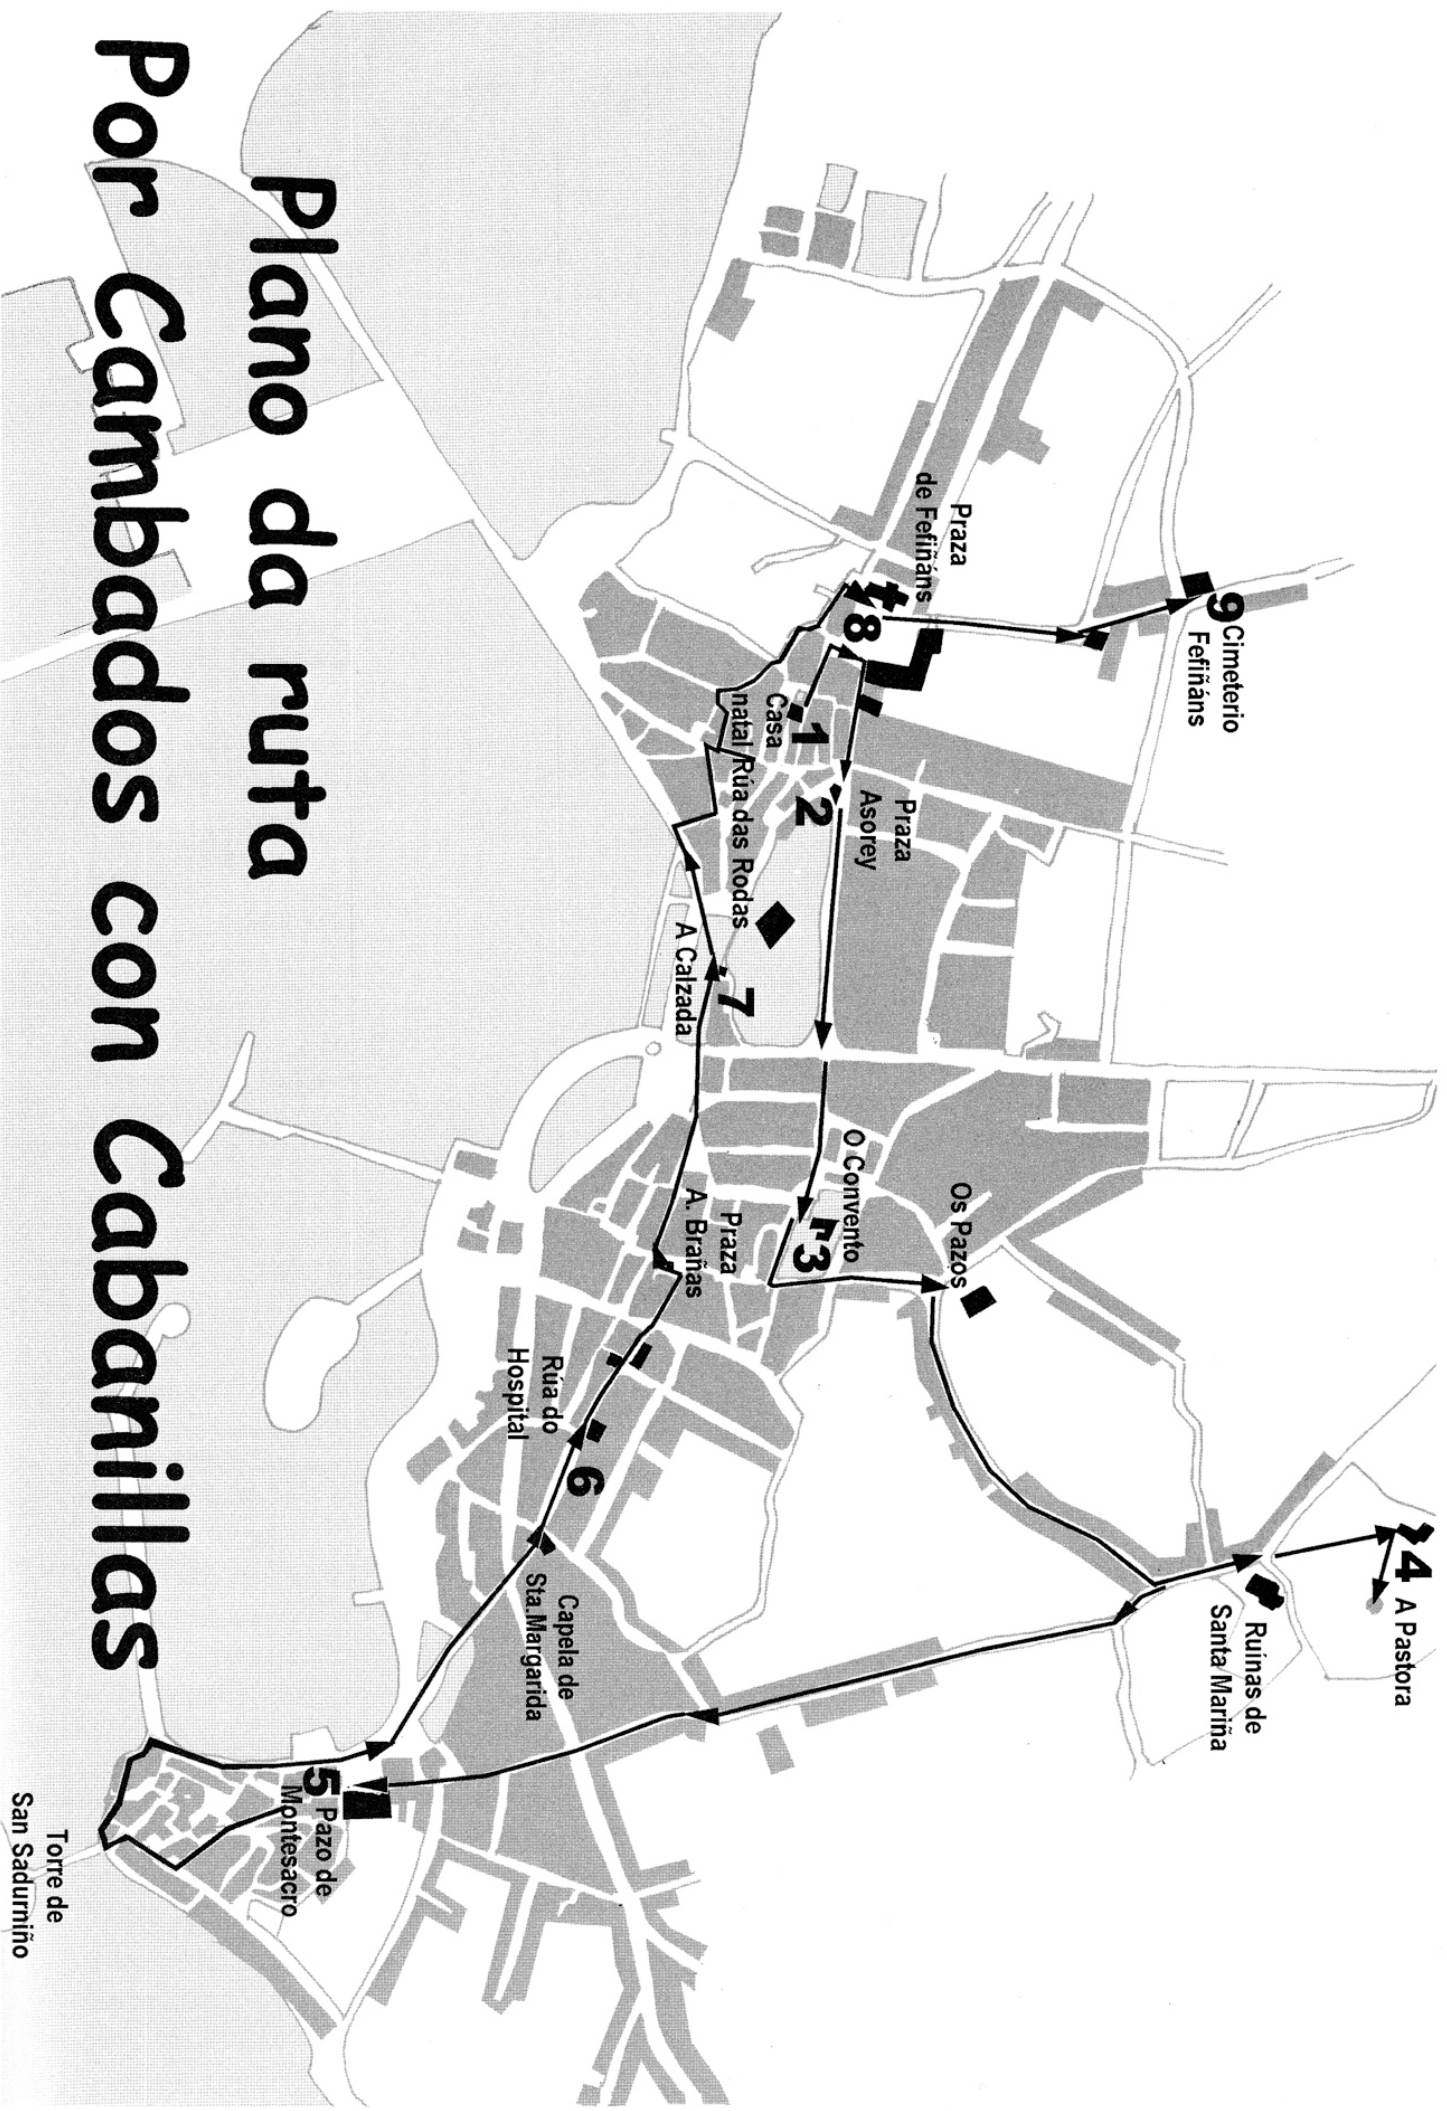 Plano da ruta
Por Cambados con Cabanillas
9
Cimeterio
Fefiñáns
Praza
de Fefiñáns
8
1
Casa
natal
2
Praza
Asorey
Rúa das Rodas
7
A Calzada
3
O Convento
Os Pazos
Praza
A. Brañas
4
A Pastora
Ruínas de
Santa Mariña
Rúa do
Hospital
6
Capela de
Sta.Margarida
5
Pazo de
Montesacro
Torre de
San Sadurniño